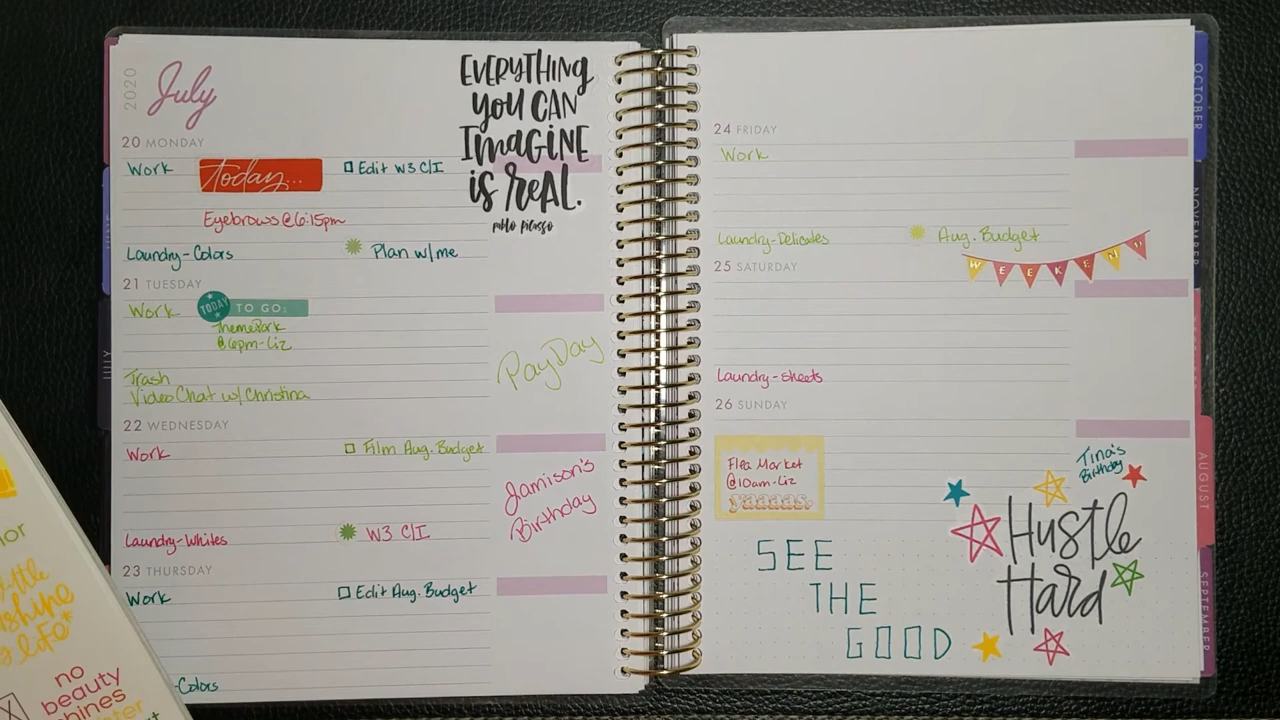 2020
July
EVERYTHING
YOU CAN
IMAGINE
is REAL.
pablo picasso
20 MONDAY
Work
today...
Edit W3 C/I
Eyebrows @ 6:15pm
Laundry-Colors
Plan w/me
21 TUESDAY
Work
TODAY
TO GO:
ThemePark
@6pm-Liz
Trash
Video Chat w/ Christina
PayDay
22 WEDNESDAY
Work
Film Aug. Budget
Jamison's
Birthday
Laundry-Whites
W3 C/I
23 THURSDAY
Work
Edit Aug. Budget
-Colors
24 FRIDAY
Work
Laundry-Delicates
Aug. Budget
WEEKEND
25 SATURDAY
Laundry-Sheets
26 SUNDAY
Flea Market
@10am-Liz
yaaaas.
Tina's
Birthday
Hustle
Hard
SEE
THE
GOOD
OCTOBER
NOVEMBER
AUGUST
SEPTEMBER
JULY
no
beauty